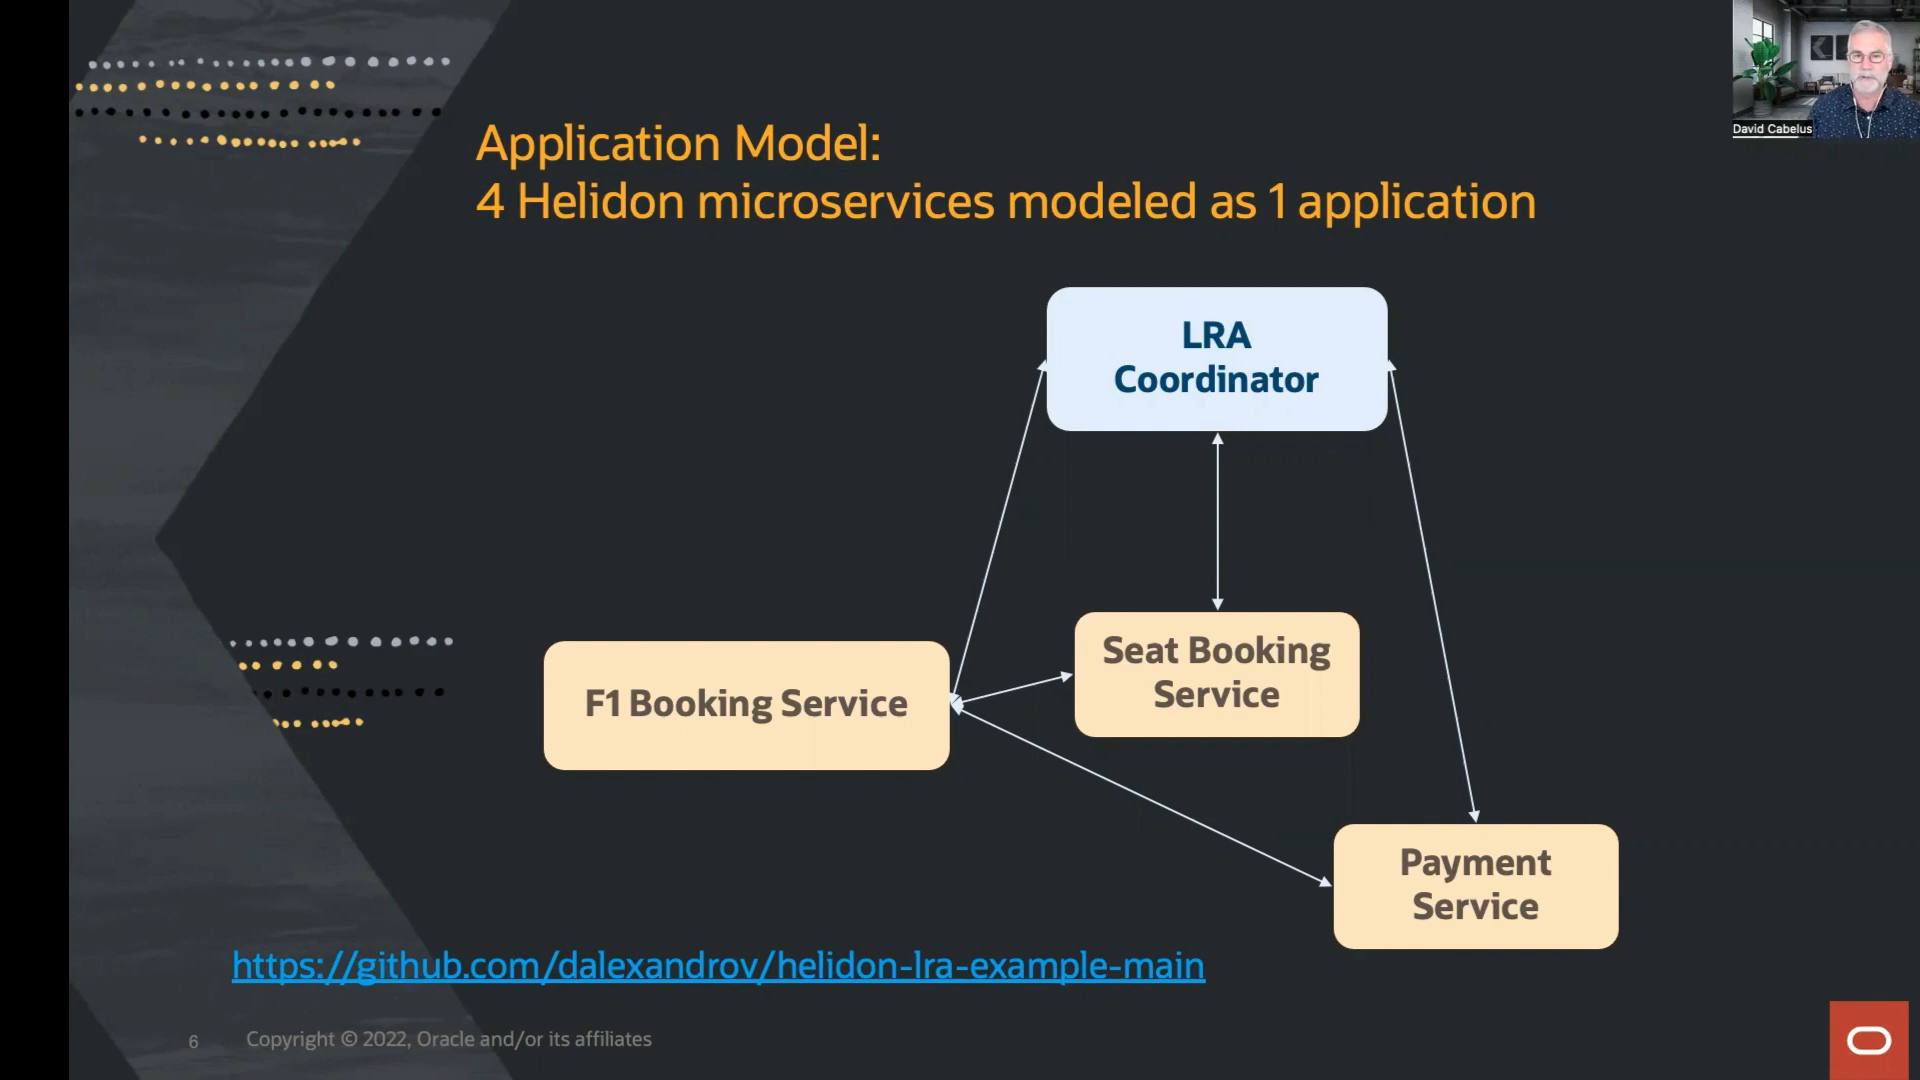 David Cabelus
Application Model:
4 Helidon microservices modeled as 1 application
LRA
Coordinator
Seat Booking
Service
F1 Booking Service
Payment
Service
https://github.com/dalexandrov/helidon-lra-example-main
6
Copyright © 2022, Oracle and/or its affiliates